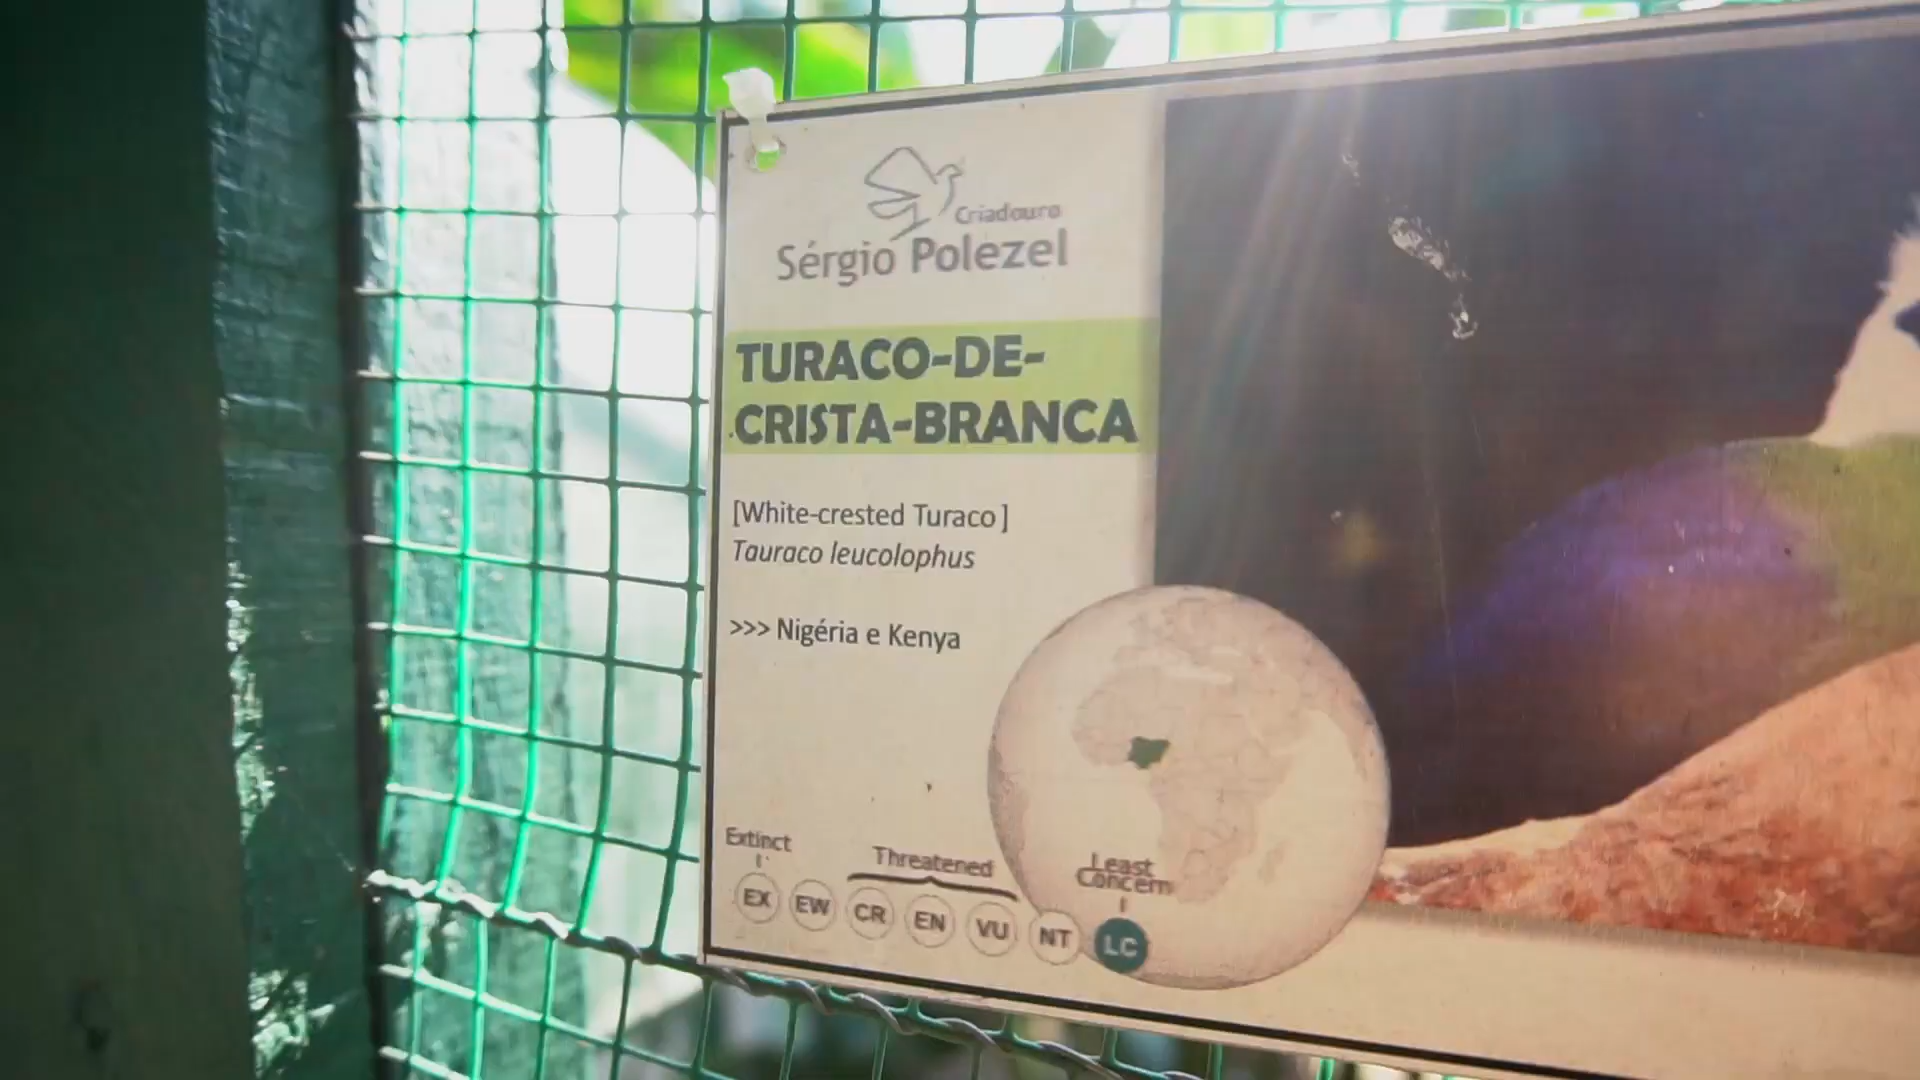 Criadouro
Sérgio Polezel
TURACO-DE-
CRISTA-BRANCA
[White-crested Turaco]
Tauraco leucolophus
>>> Nigéria e Kenya
Extinct
Threatened
Least
Concern
EX EW CR EN VU NT LC